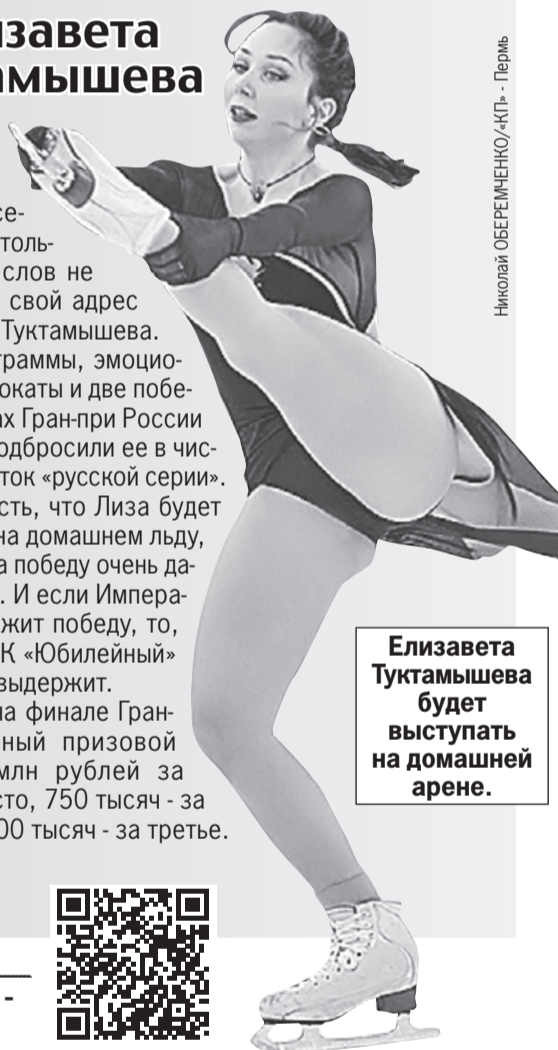 изавета
амышева
се-
толь-
слов не
свой адрес
Туктамышева.
граммы, эмоцио-
окаты и две побе-
ах Гран-при России
одбросили ее в чис-
ток «русской серии».
сть, что Лиза будет
на домашнем льду,
а победу очень да-
. И если Импера-
жит победу, то,
К «Юбилейный»
выдержит.
на финале Гран-
ный призовой
млн рублей за
сто, 750 тысяч - за
00 тысяч - за третье.
-
Николай ОБЕРЕМЧЕНКО/«КП» - Пермь
Елизавета
Туктамышева
будет
выступать
на домашней
арене.